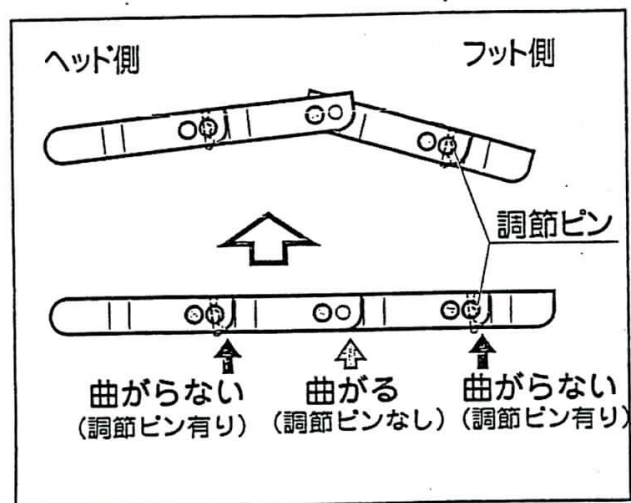 ヘッド側 フット側
調節ピン
曲がらない 曲がる 曲がらない
(調節ピン有り) (調節ピンなし) (調節ピン有り)